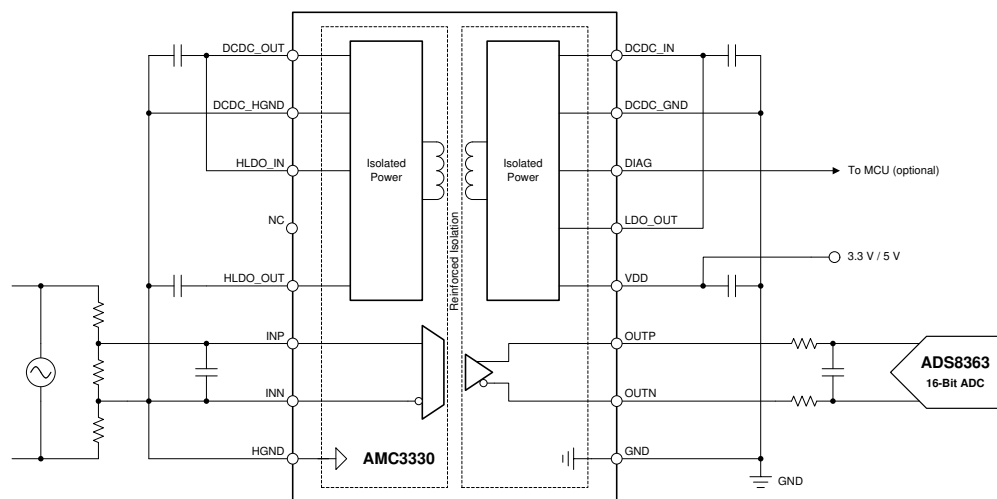 DCDC_OUT
DCDC_HGND
HLDO_IN
NC
HLDO_OUT
INP
INN
HGND
Isolated
Power
Reinforced Isolation
Isolated
Power
AMC3330
DCDC_IN
DCDC_GND
DIAG
LDO_OUT
VDD
OUTP
OUTN
GND
To MCU (optional)
3.3 V / 5 V
ADS8363
16-Bit ADC
GND